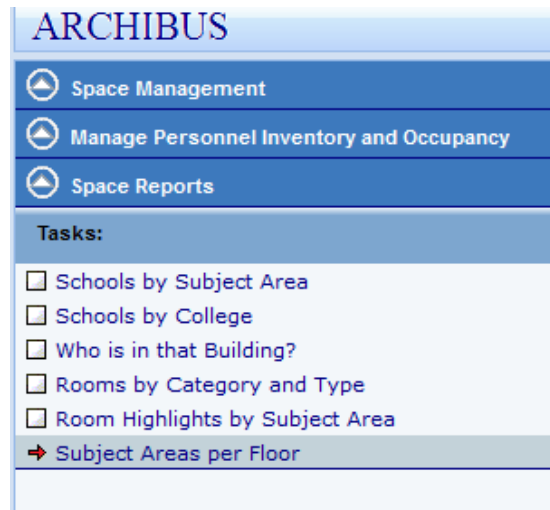 ARCHIBUS
Space Management
Manage Personnel Inventory and Occupancy
Space Reports
Tasks:
Schools by Subject Area
Schools by College
Who is in that Building?
Rooms by Category and Type
Room Highlights by Subject Area
Subject Areas per Floor